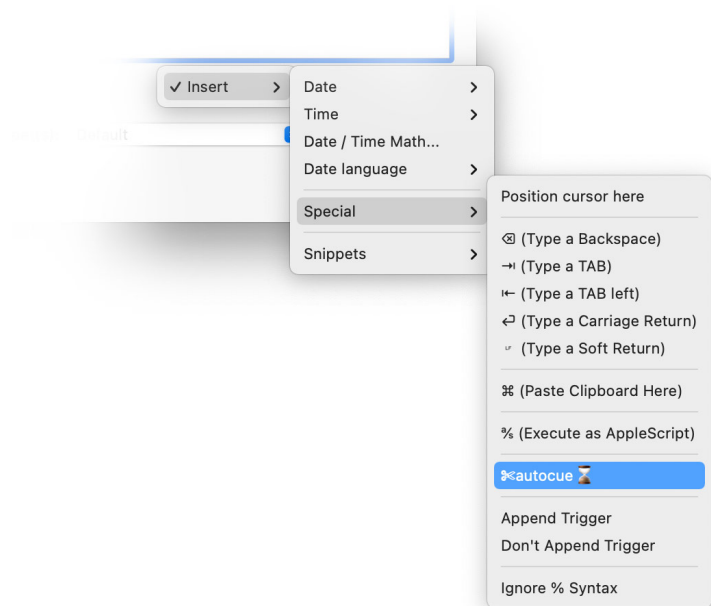 ✓ Insert >
Date >
Time >
Date / Time Math...
Date language >
Special >
Snippets >
Position cursor here
⌫ (Type a Backspace)
⇥ (Type a TAB)
⇤ (Type a TAB left)
↩ (Type a Carriage Return)
LF (Type a Soft Return)
⌘ (Paste Clipboard Here)
% (Execute as AppleScript)
✄autocue⌛
Append Trigger
Don't Append Trigger
Ignore % Syntax